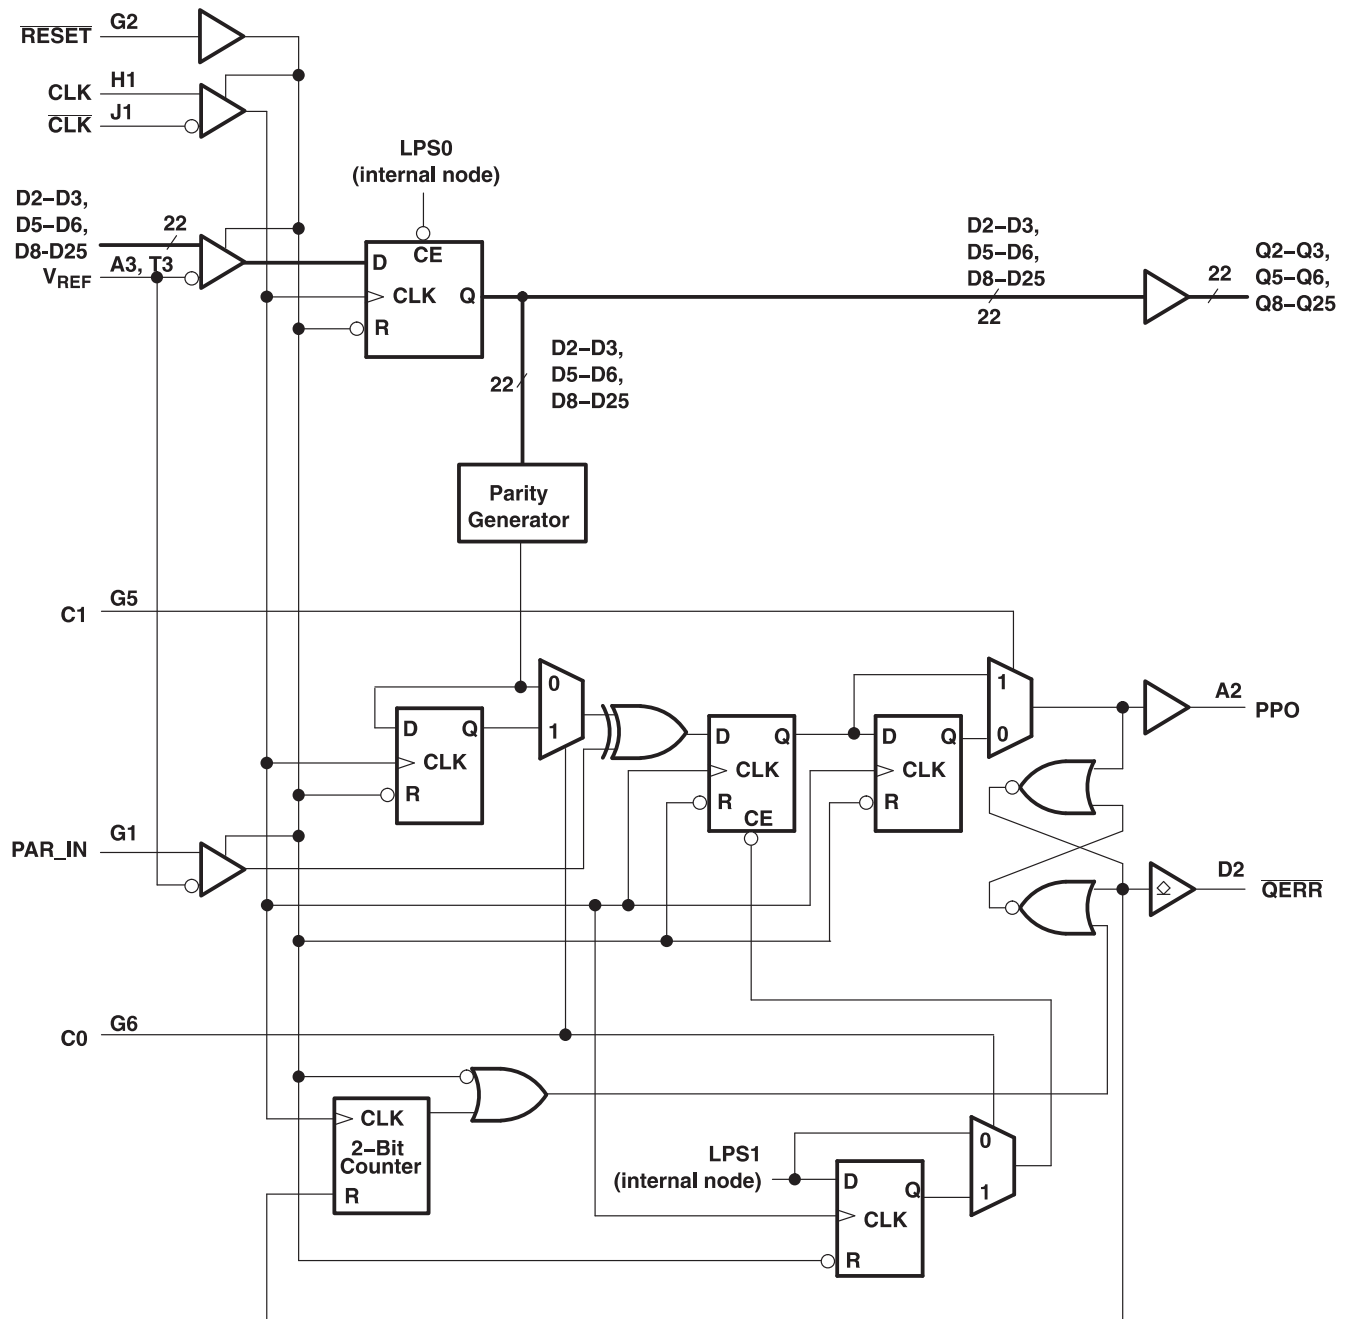 RESET G2
CLK H1
CLK J1
LPS0
(internal node)
D2–D3,
D5–D6,
D8-D25
22
VREF A3, T3
D
CE
CLK
Q
R
D2–D3,
D5–D6,
D8–D25
22
22
Q2–Q3,
Q5–Q6,
Q8–Q25
22
D2–D3,
D5–D6,
D8–D25
Parity
Generator
C1 G5
0
1
D Q
CLK
R
D Q
CLK
R
CE
D Q
CLK
R
1
0
A2
PPO
PAR_IN G1
D2
QERR
C0 G6
CLK
2–Bit
Counter
R
LPS1
(internal node)
D Q
CLK
R
0
1